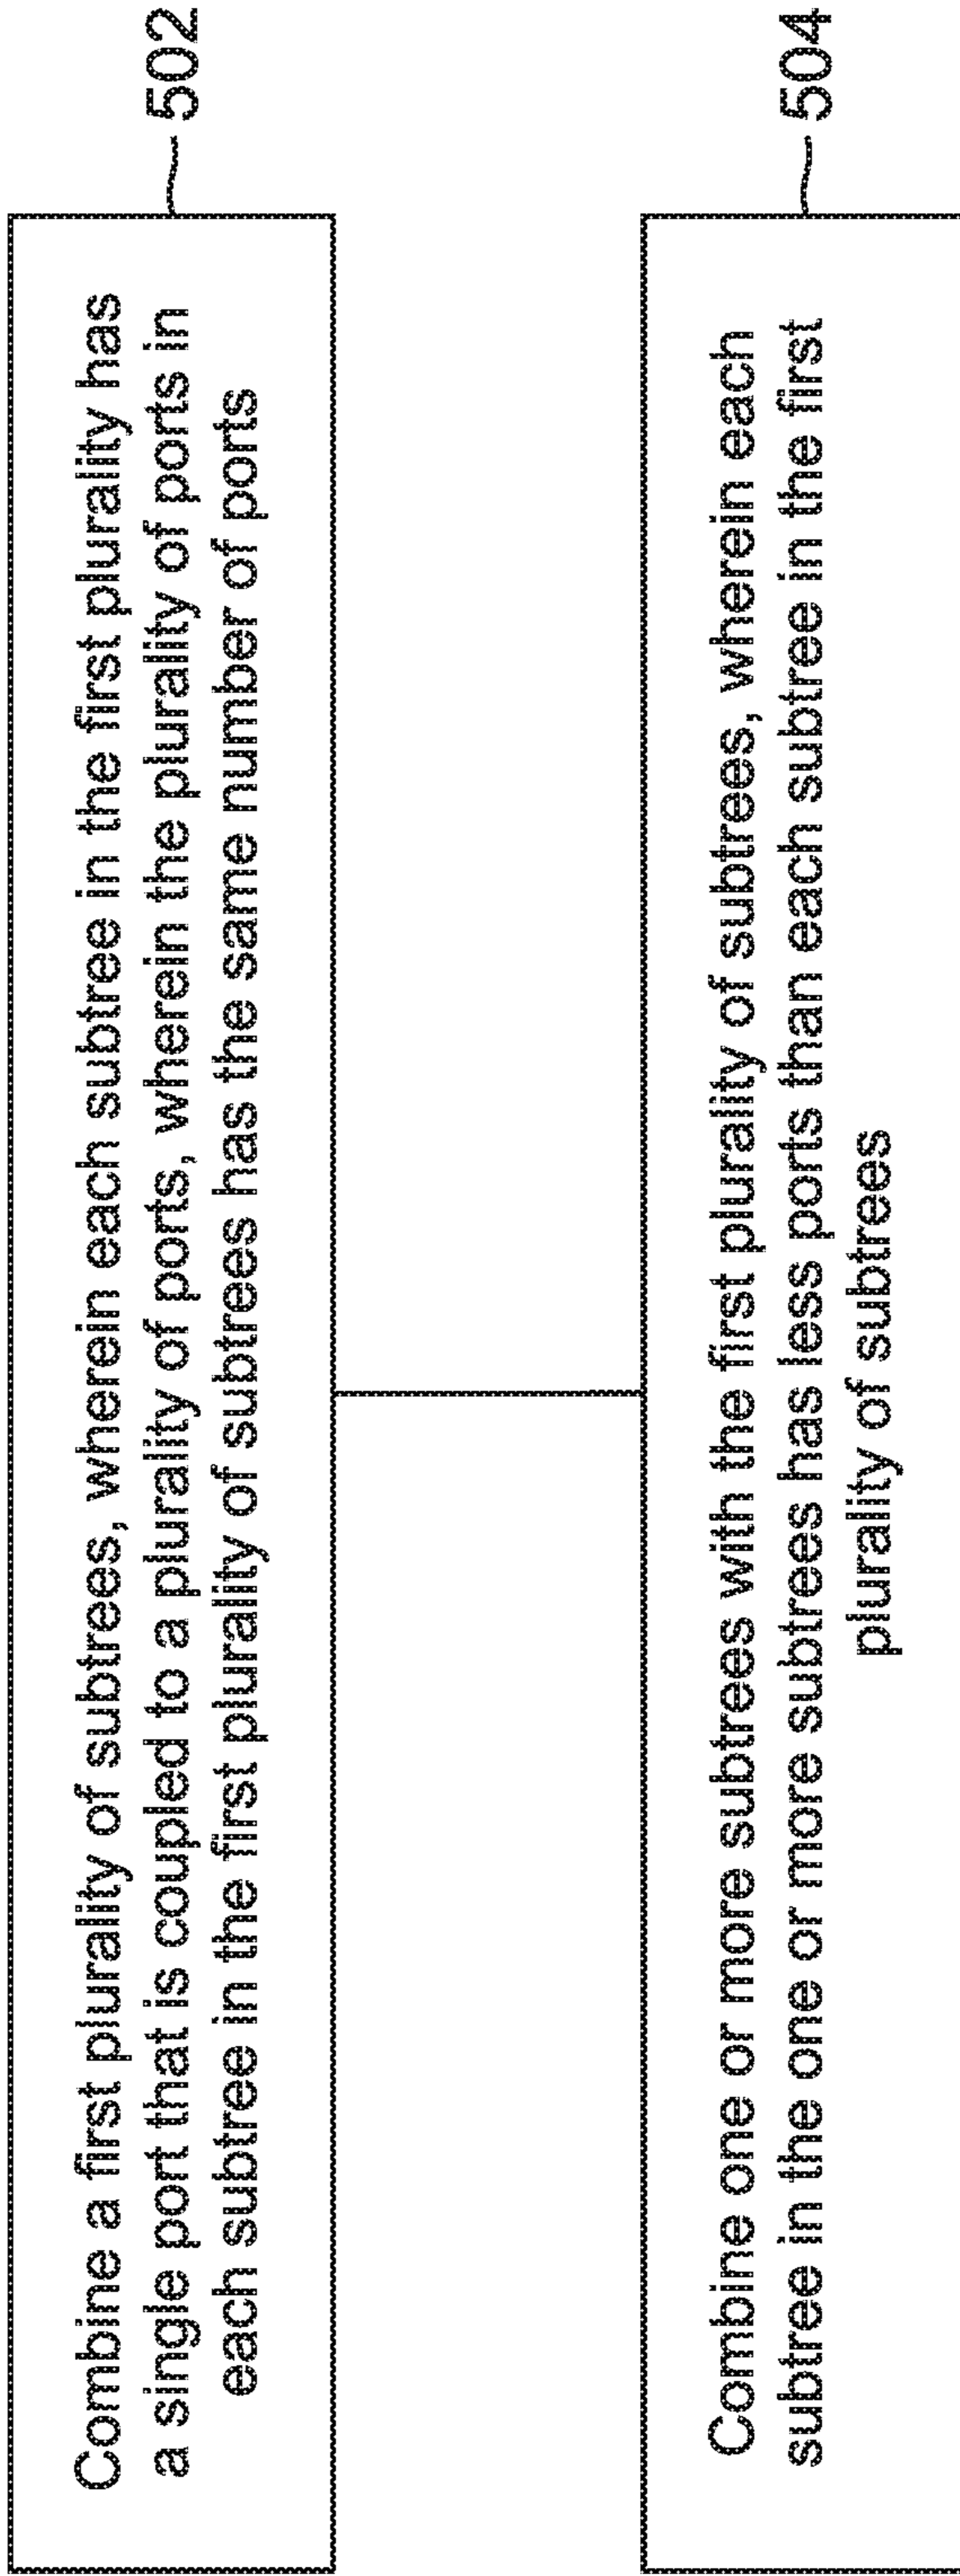 Combine a first plurality of subtrees, wherein each subtree in the first plurality has
a single port that is coupled to a plurality of ports, wherein the plurality of ports in
each subtree in the first plurality of subtrees has the same number of ports
502
Combine one or more subtrees with the first plurality of subtrees, wherein each
subtree in the one or more subtrees has less ports than each subtree in the first
plurality of subtrees
504